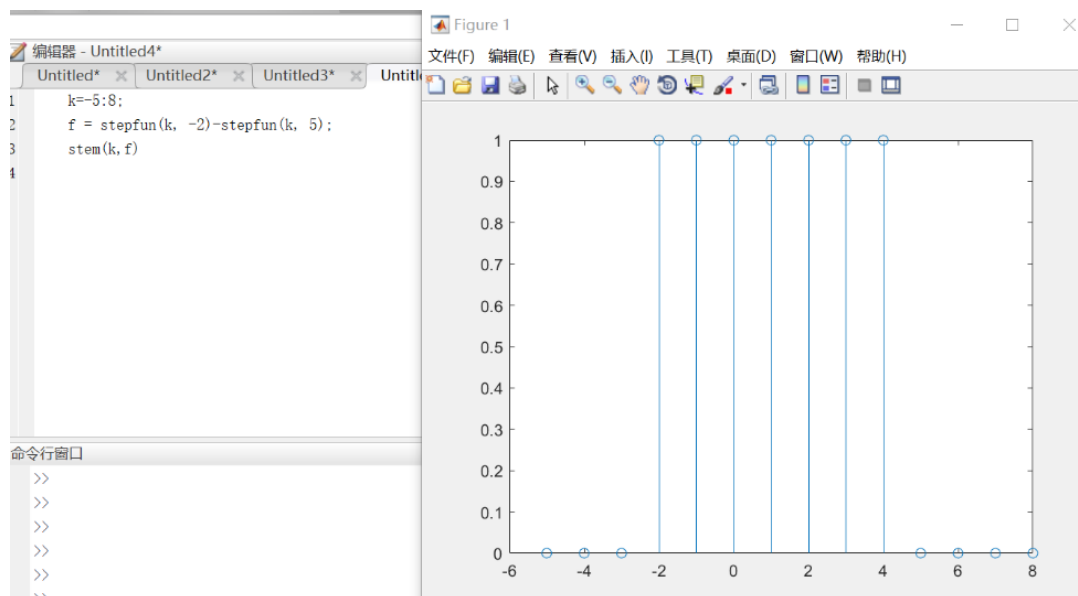 Figure 1
编辑器 - Untitled4*
文件(F) 编辑(E) 查看(V) 插入(I) 工具(T) 桌面(D) 窗口(W) 帮助(H)
Untitled* × Untitled2* × Untitled3* × Untitl
1 k=-5:8;
2 f = stepfun(k, -2)-stepfun(k, 5);
3 stem(k,f)
4
1
0.9
0.8
0.7
0.6
0.5
0.4
0.3
0.2
0.1
0
-6 -4 -2 0 2 4 6 8
命令行窗口
>>
>>
>>
>>
>>
>>